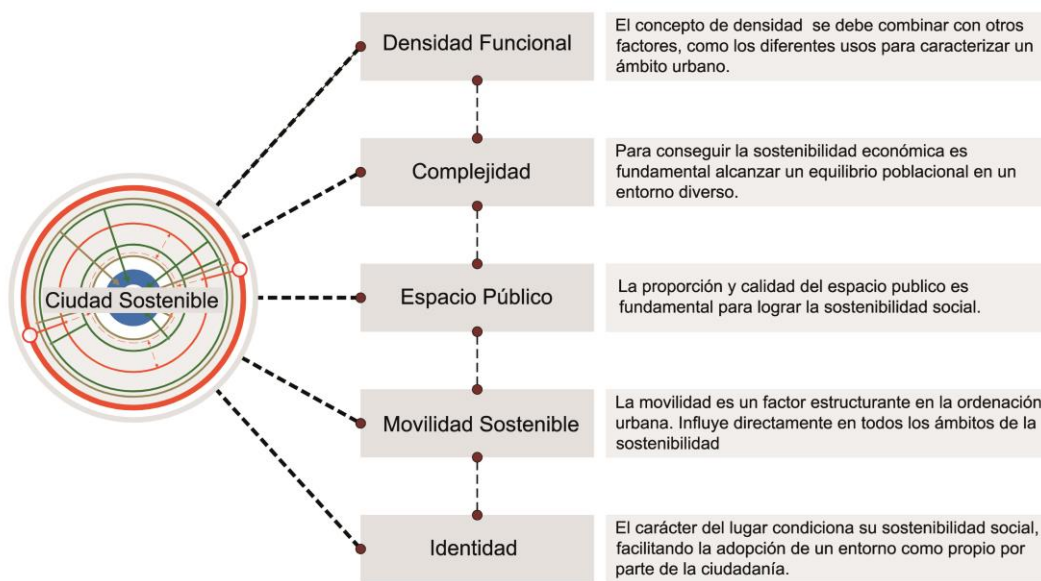 Ciudad Sostenible
Densidad Funcional
El concepto de densidad se debe combinar con otros
factores, como los diferentes usos para caracterizar un
ámbito urbano.
Complejidad
Para conseguir la sostenibilidad económica es
fundamental alcanzar un equilibrio poblacional en un
entorno diverso.
Espacio Público
La proporción y calidad del espacio publico es
fundamental para lograr la sostenibilidad social.
Movilidad Sostenible
La movilidad es un factor estructurante en la ordenación
urbana. Influye directamente en todos los ámbitos de la
sostenibilidad
Identidad
El carácter del lugar condiciona su sostenibilidad social,
facilitando la adopción de un entorno como propio por
parte de la ciudadanía.